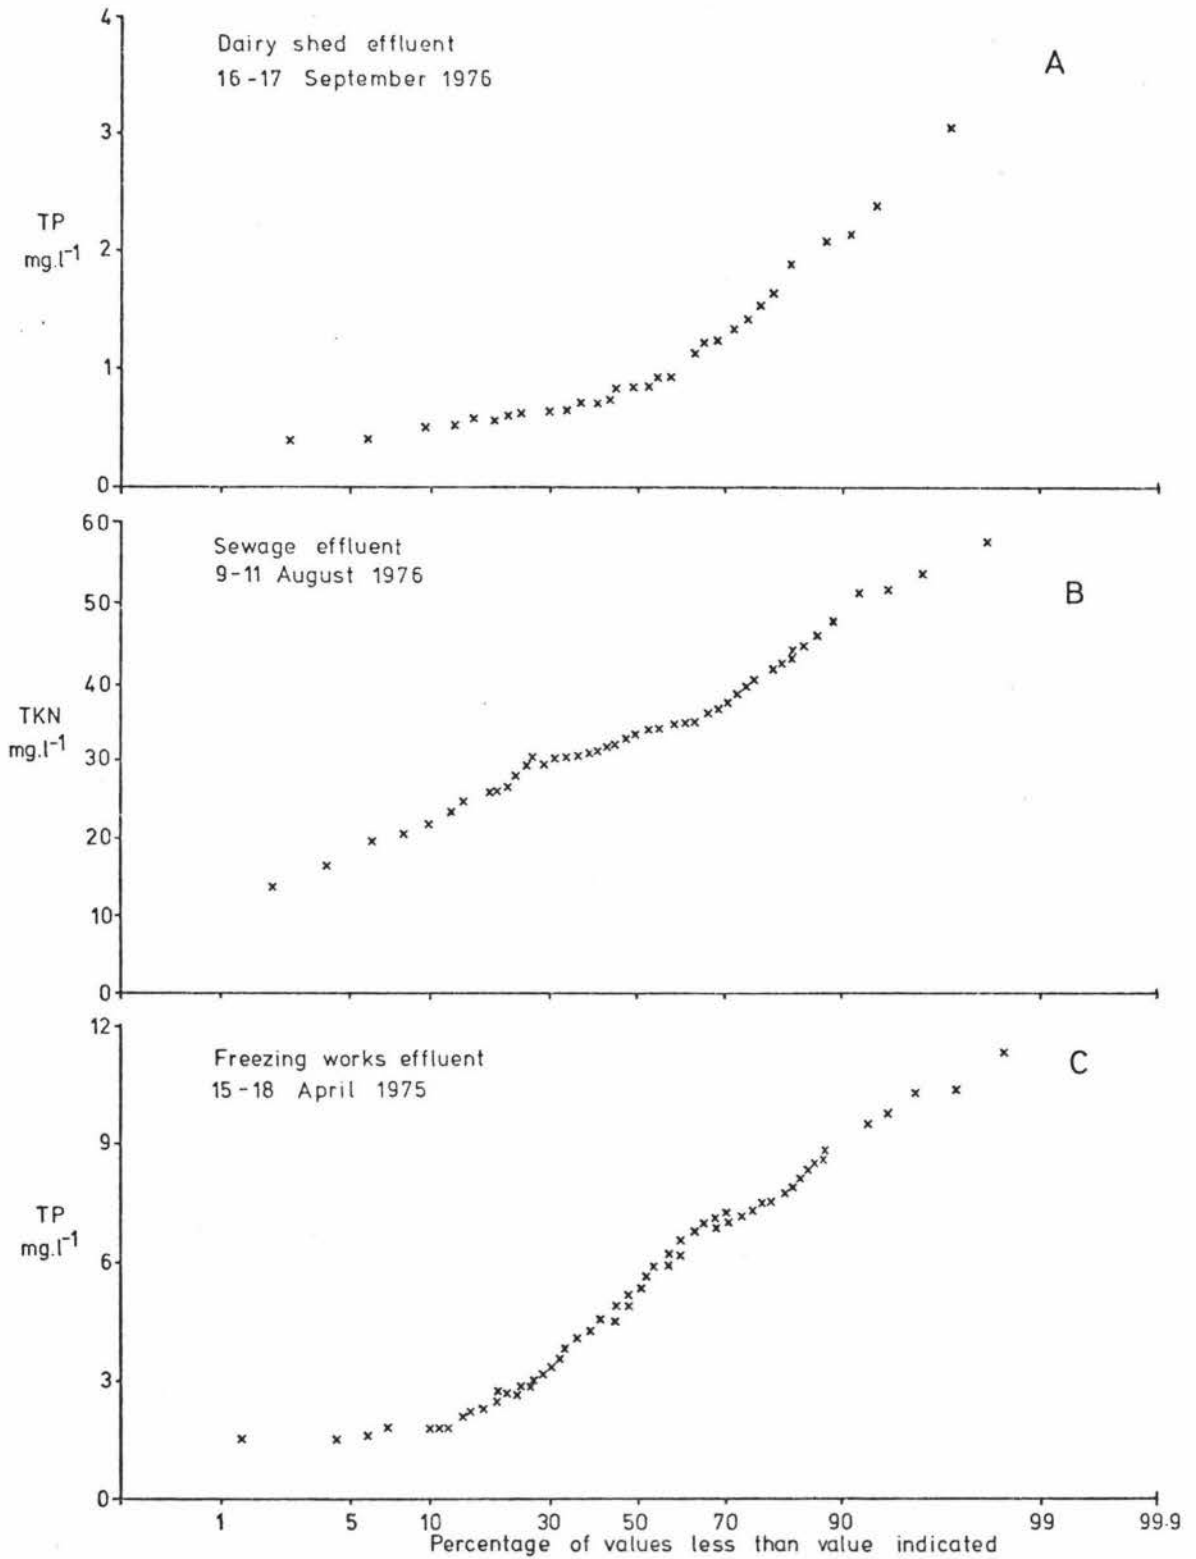 4
Dairy shed effluent
16-17 September 1976
A
3
TP
mg.l⁻¹
2
1
0
60
Sewage effluent
9-11 August 1976
B
50
40
TKN
mg.l⁻¹
30
20
10
0
12
Freezing works effluent
15-18 April 1975
C
9
TP
mg.l⁻¹
6
3
0
1 5 10 30 50 70 90 99 99·9
Percentage of values less than value indicated